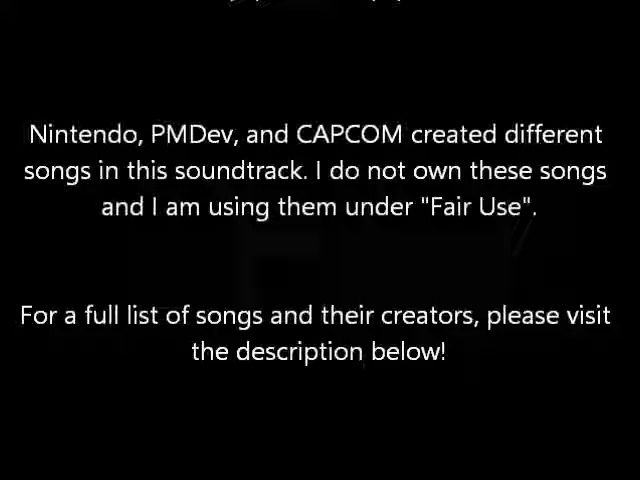 Nintendo, PMDev, and CAPCOM created different
songs in this soundtrack. I do not own these songs
and I am using them under "Fair Use".
For a full list of songs and their creators, please visit
the description below!